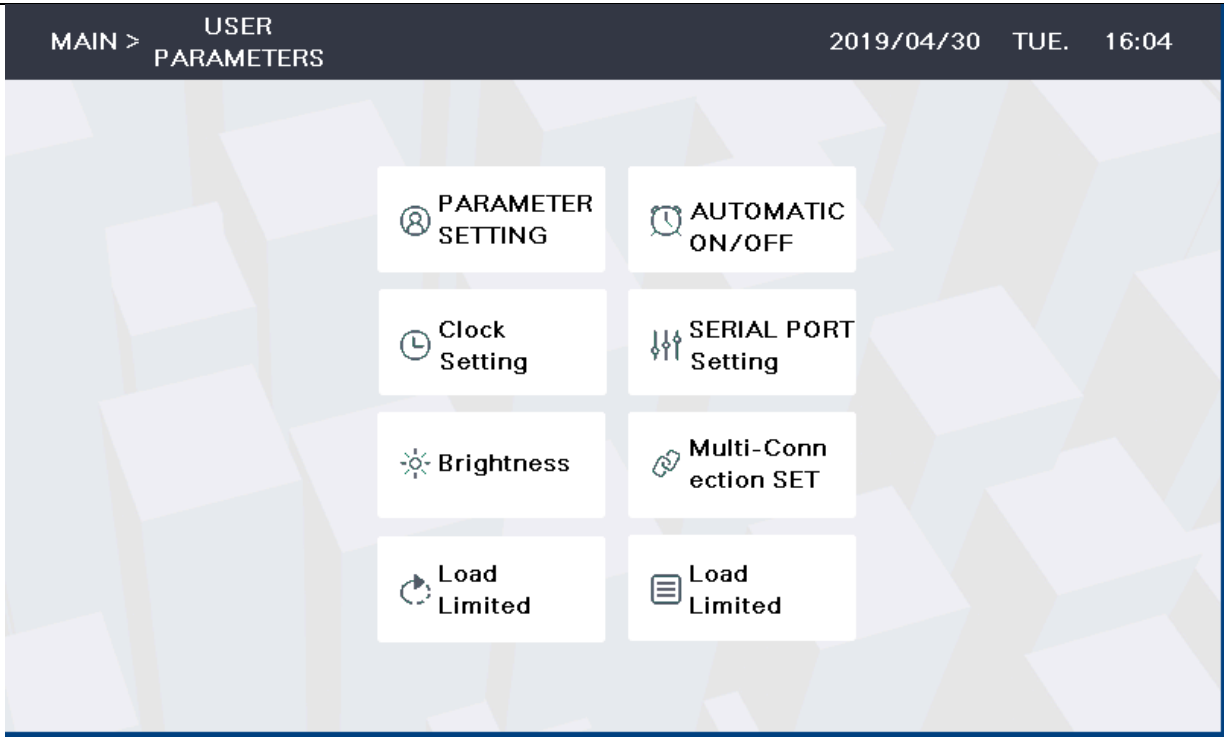 MAIN > USER
PARAMETERS
2019/04/30 TUE. 16:04
PARAMETER
SETTING
AUTOMATIC
ON/OFF
Clock
Setting
SERIAL PORT
Setting
Brightness
Multi-Conn
ection SET
Load
Limited
Load
Limited